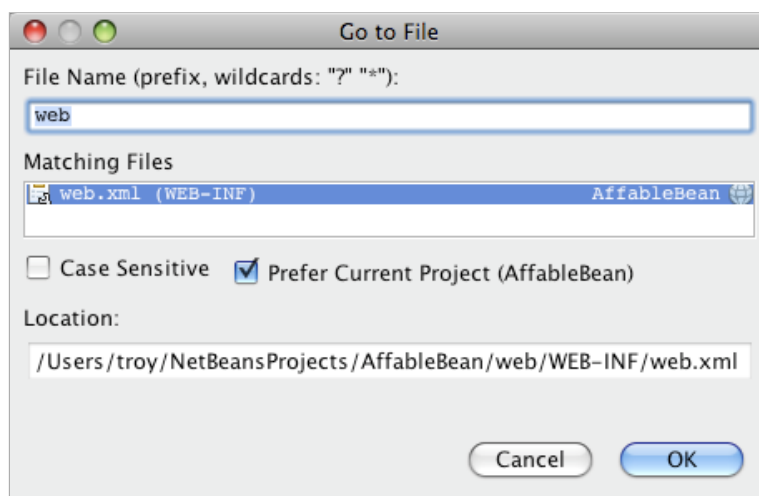 Go to File
File Name (prefix, wildcards: "?" "*"):
web
Matching Files
web.xml (WEB-INF) AffableBean
Case Sensitive Prefer Current Project (AffableBean)
Location:
/Users/troy/NetBeansProjects/AffableBean/web/WEB-INF/web.xml
Cancel OK